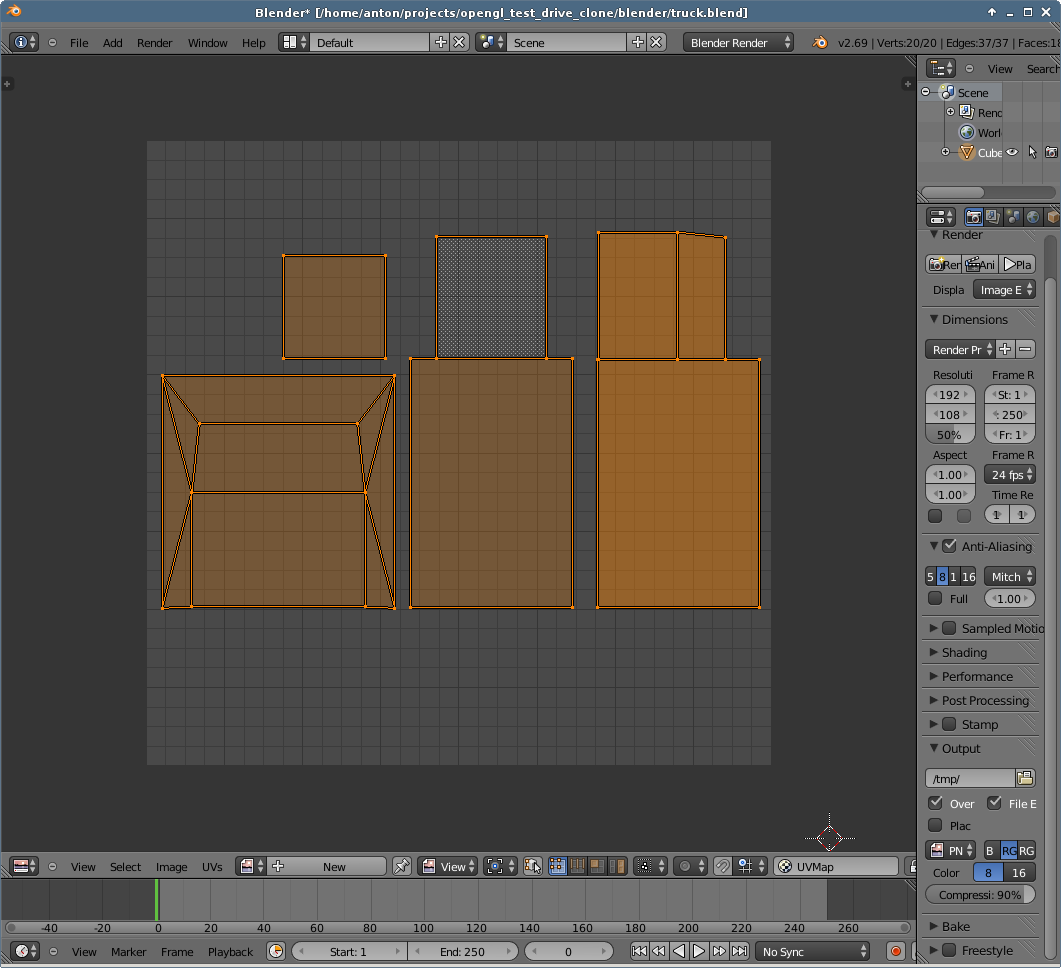 Blender* [/home/anton/projects/opengl_test_drive_clone/blender/truck.blend]
File Add Render Window Help Default Scene Blender Render v2.69 | Verts:20/20 | Edges:37/37 | Faces:18
View Search
Scene
Rend
Worl
Cube
Render
Ren Ani Pla
Displa Image E
Dimensions
Render Pr
Resoluti Frame R
192 St: 1
108 : 250
50% Fr: 1
Aspect Frame R
1.00 24 fps
1.00 Time Re
1 1
Anti-Aliasing
5 8 1 16 Mitch
Full 1.00
Sampled Motio
Shading
Performance
Post Processing
Stamp
Output
/tmp/
Over File E
Plac
PN B RG RG
Color 8 16
Compressi: 90%
Bake
Freestyle
View Select Image UVs New View UVMap
-40 -20 0 20 40 60 80 100 120 140 160 180 200 220 240 260
View Marker Frame Playback Start: 1 End: 250 0 No Sync